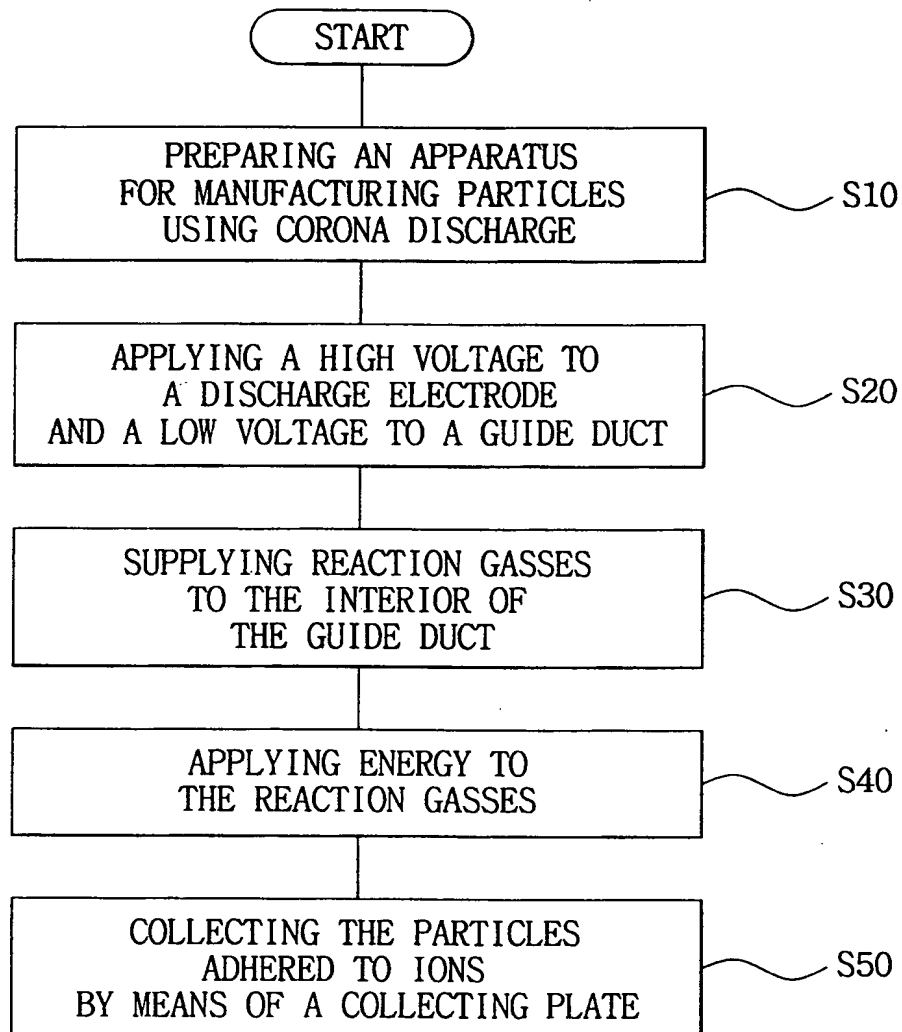 START
PREPARING AN APPARATUS
FOR MANUFACTURING PARTICLES
USING CORONA DISCHARGE
S10
APPLYING A HIGH VOLTAGE TO
A DISCHARGE ELECTRODE
AND A LOW VOLTAGE TO A GUIDE DUCT
S20
SUPPLYING REACTION GASSES
TO THE INTERIOR OF
THE GUIDE DUCT
S30
APPLYING ENERGY TO
THE REACTION GASSES
S40
COLLECTING THE PARTICLES
ADHERED TO IONS
BY MEANS OF A COLLECTING PLATE
S50